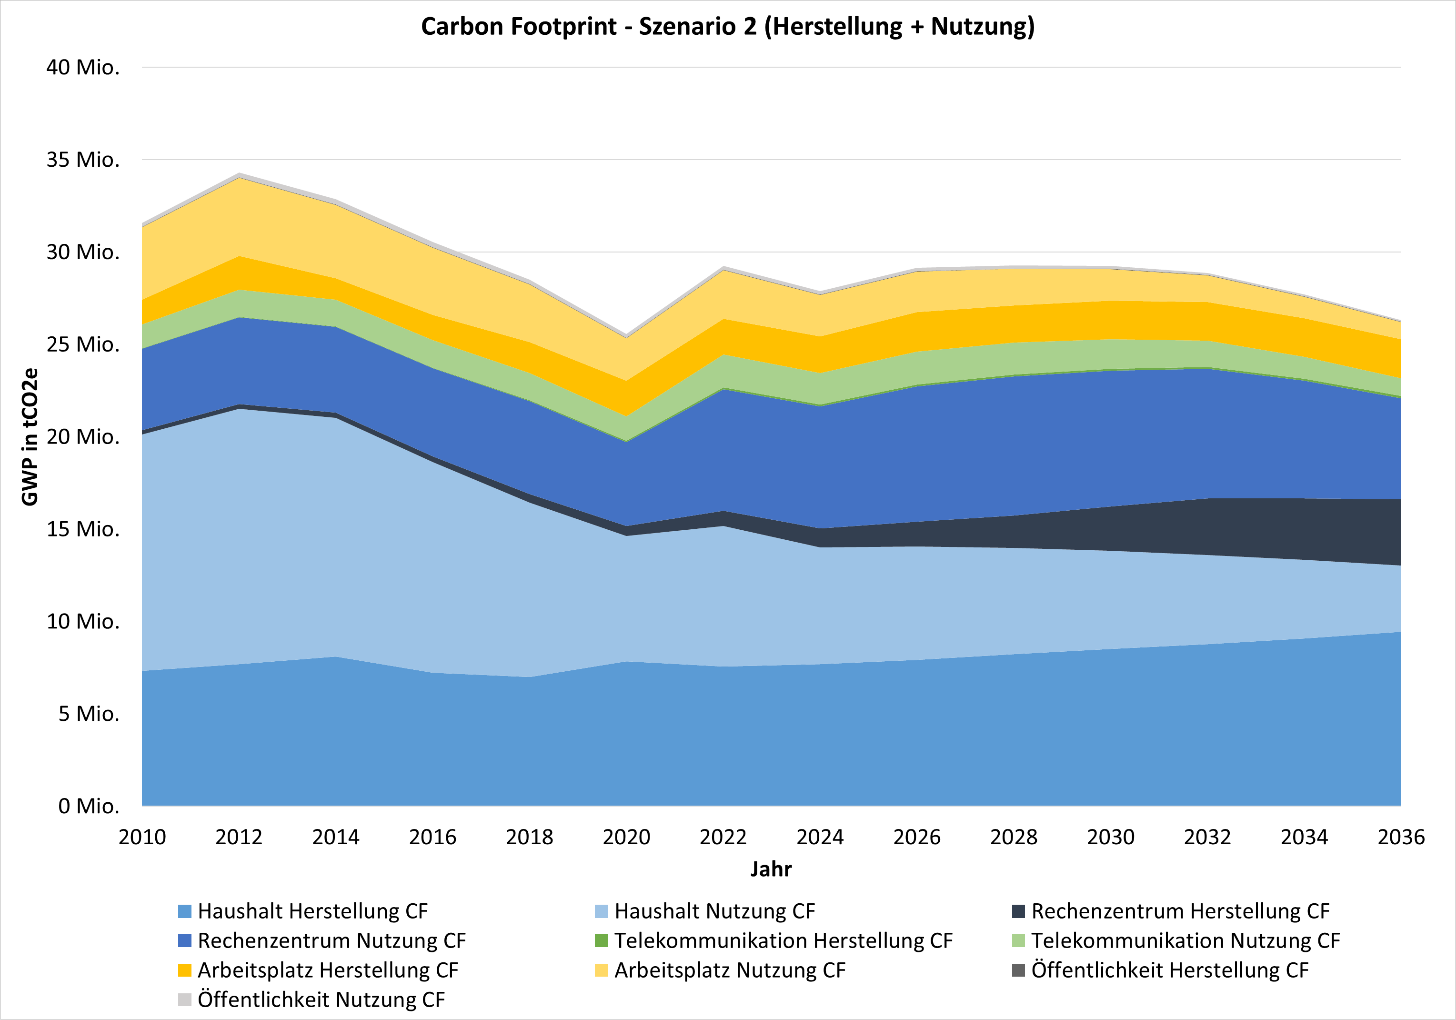 Carbon Footprint - Szenario 2 (Herstellung + Nutzung)
40 Mio.
35 Mio.
30 Mio.
25 Mio.
20 Mio.
15 Mio.
10 Mio.
5 Mio.
0 Mio.
GWP in tCO2e
2010 2012 2014 2016 2018 2020 2022 2024 2026 2028 2030 2032 2034 2036
Jahr
Haushalt Herstellung CF Haushalt Nutzung CF Rechenzentrum Herstellung CF
Rechenzentrum Nutzung CF Telekommunikation Herstellung CF Telekommunikation Nutzung CF
Arbeitsplatz Herstellung CF Arbeitsplatz Nutzung CF Öffentlichkeit Herstellung CF
Öffentlichkeit Nutzung CF